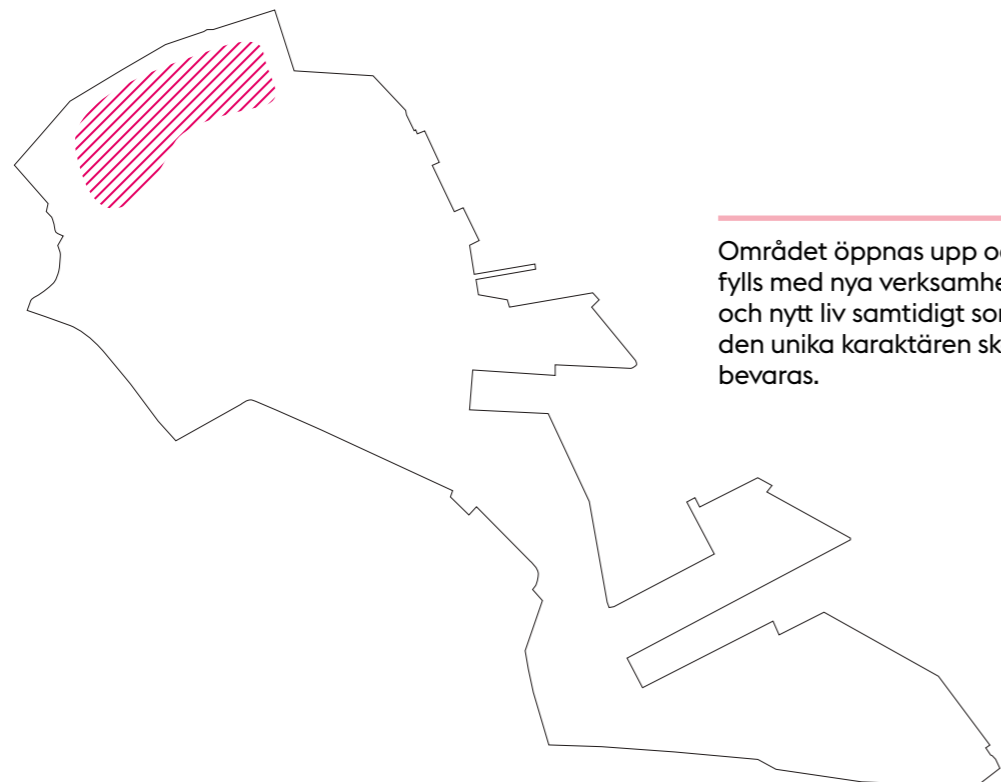 Området öppnas upp oc
fylls med nya verksamhe
och nytt liv samtidigt som
den unika karaktären sk
bevaras.